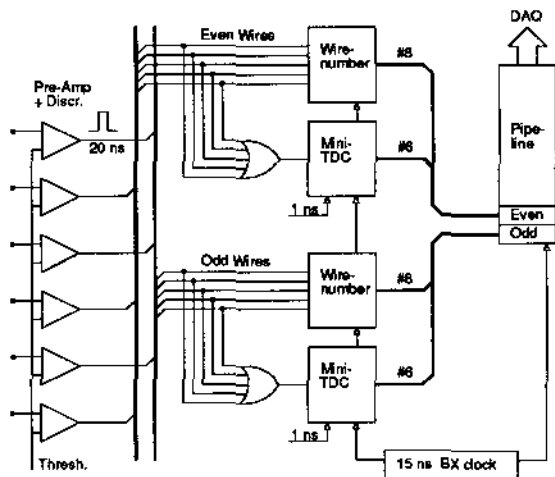 DAQ
Even Wires
Wire-
number
#8
Pre-Amp
+ Discr.
20 ns
Pipe-
line
Mini-
TDC
#6
1 ns
Even
Odd
Odd Wires
Wire-
number
#8
Mini-
TDC
#6
1 ns
Thresh.
15 ns BX clock